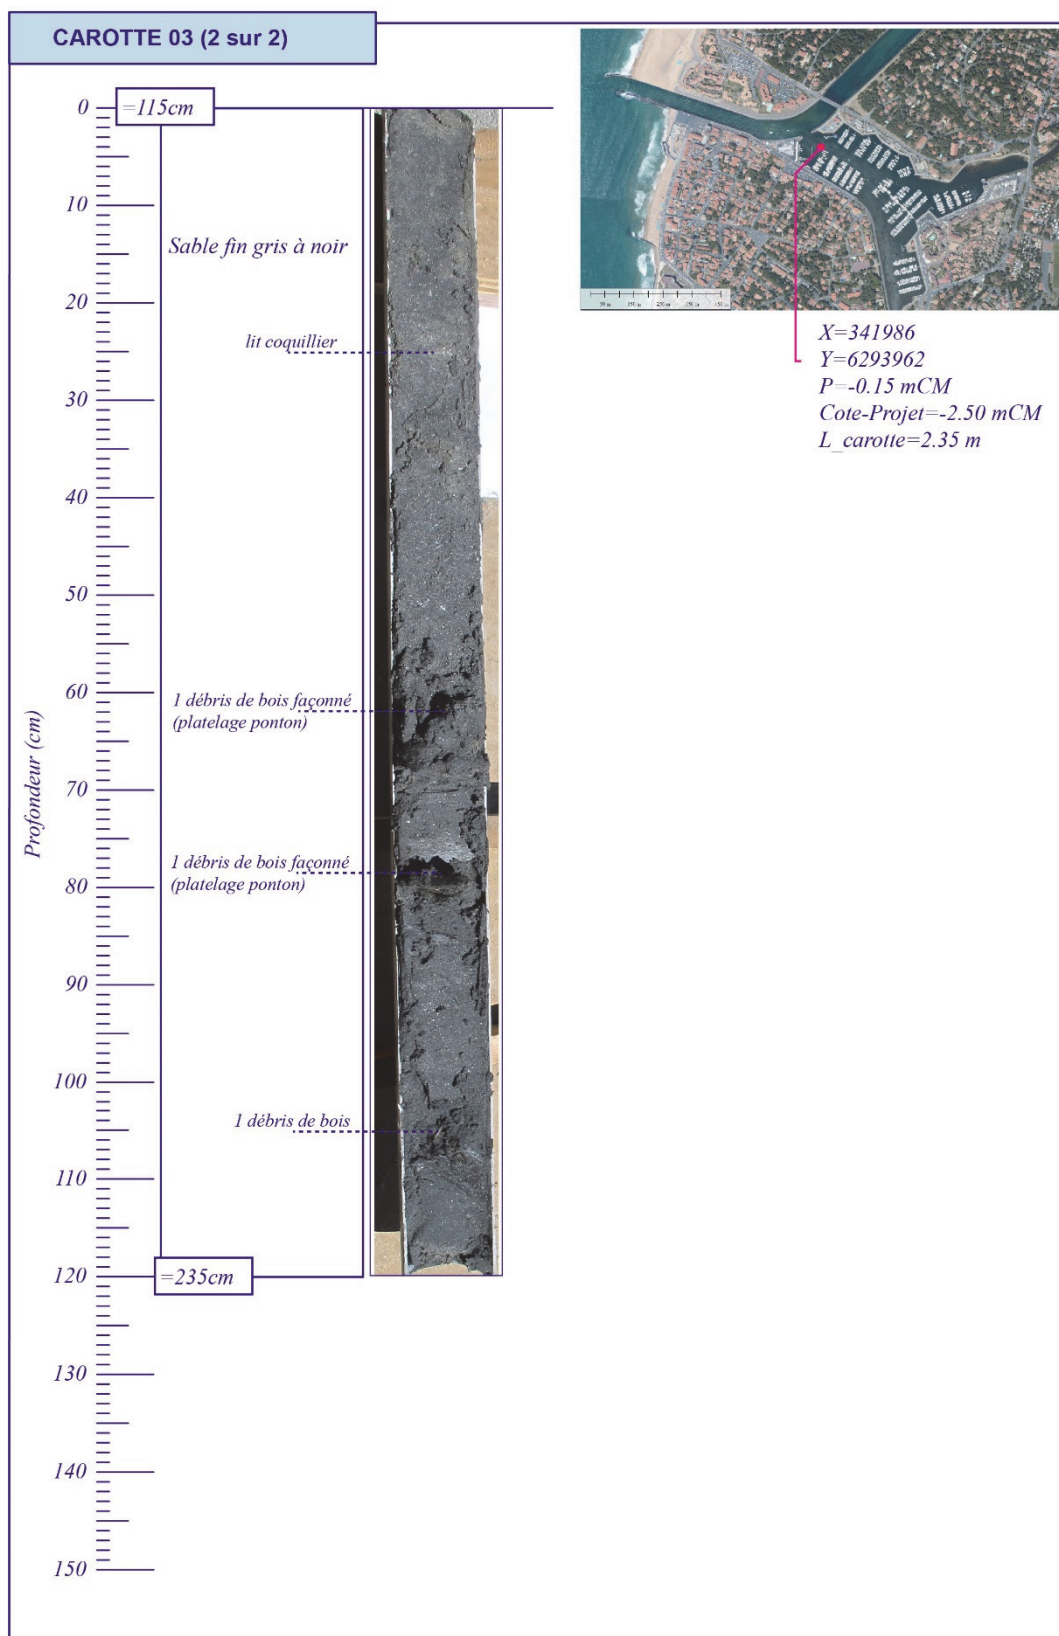 CAROTTE 03 (2 sur 2)
0
=115cm
10
Sable fin gris à noir
20
lit coquillier
30
40
50
60
1 débris de bois façonné
(platelage ponton)
70
Profondeur (cm)
1 débris de bois façonné
(platelage ponton)
80
90
100
1 débris de bois
110
120
=235cm
130
140
150
X=341986
Y=6293962
P=-0.15 mCM
Cote-Projet=-2.50 mCM
L_carotte=2.35 m